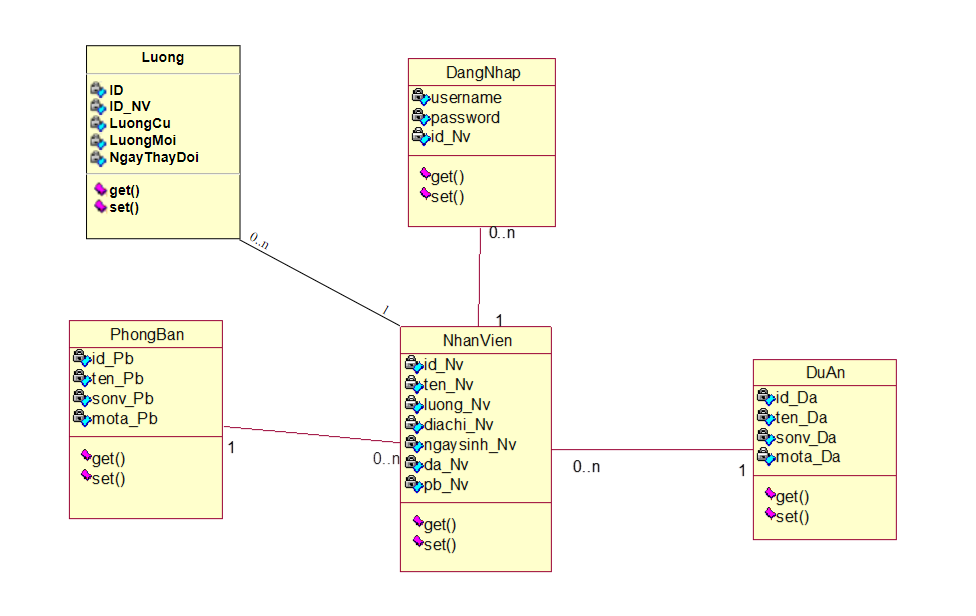 Luong
ID
ID_NV
LuongCu
LuongMoi
NgayThayDoi
get()
set()
0..n
1
DangNhap
username
password
id_Nv
get()
set()
0..n
1
PhongBan
id_Pb
ten_Pb
sonv_Pb
mota_Pb
get()
set()
1
0..n
NhanVien
id_Nv
ten_Nv
luong_Nv
diachi_Nv
ngaysinh_Nv
da_Nv
pb_Nv
get()
set()
0..n
1
DuAn
id_Da
ten_Da
sonv_Da
mota_Da
get()
set()